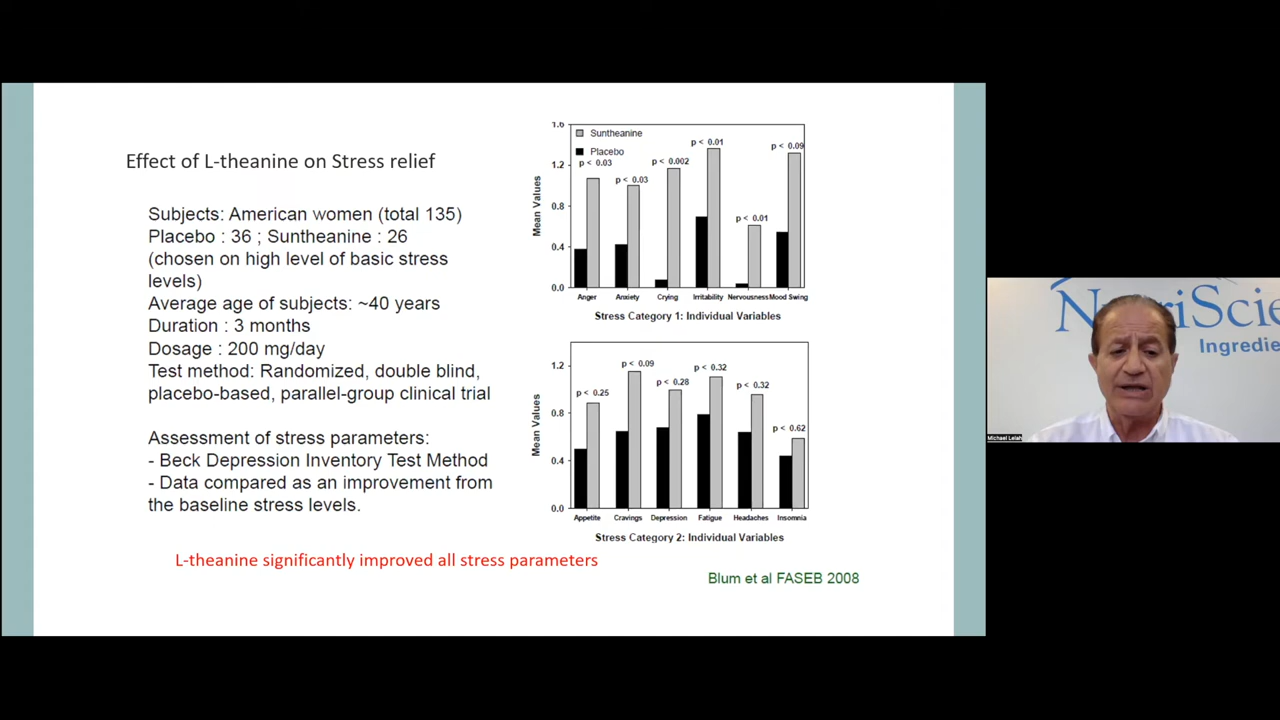 Effect of L-theanine on Stress relief
Subjects: American women (total 135)
Placebo : 36 ; Suntheanine : 26
(chosen on high level of basic stress
levels)
Average age of subjects: ~40 years
Duration : 3 months
Dosage : 200 mg/day
Test method: Randomized, double blind,
placebo-based, parallel-group clinical trial
Assessment of stress parameters:
- Beck Depression Inventory Test Method
- Data compared as an improvement from
the baseline stress levels.
L-theanine significantly improved all stress parameters
1.6
1.2
0.8
0.4
0.0
Mean Values
Suntheanine
Placebo
p < 0.03
p < 0.03
p < 0.002
p < 0.01
p < 0.01
p < 0.09
Anger Anxiety Crying Irritability Nervousness Mood Swing
Stress Category 1: Individual Variables
1.2
0.8
0.4
0.0
Mean Values
p < 0.25
p < 0.09
p < 0.28
p < 0.32
p < 0.32
p < 0.62
Appetite Cravings Depression Fatigue Headaches Insomnia
Stress Category 2: Individual Variables
Blum et al FASEB 2008
Ingredie
Michael Lelah